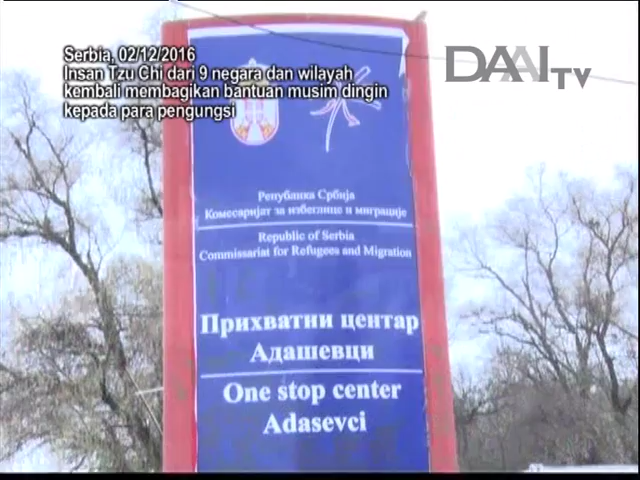 Serbia, 02/12/2016
Insan Tzu Chi dari 9 negara dan wilayah
kembali membagikan bantuan musim dingin
kepada para pengungsi
DAAI TV
Република Србија
Комесаријат за избеглице и миграције
Republic of Serbia
Commissariat for Refugees and Migration
Прихватни центар
Адашевци
One stop center
Adasevci